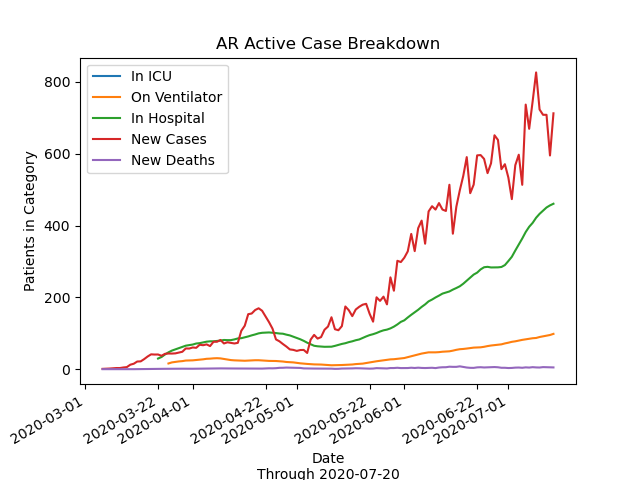 AR Active Case Breakdown
In ICU
On Ventilator
In Hospital
New Cases
New Deaths
Patients in Category
800
600
400
200
0
2020-03-01
2020-03-22
2020-04-01
2020-04-22
2020-05-01
2020-05-22
2020-06-01
2020-06-22
2020-07-01
Date
Through 2020-07-20